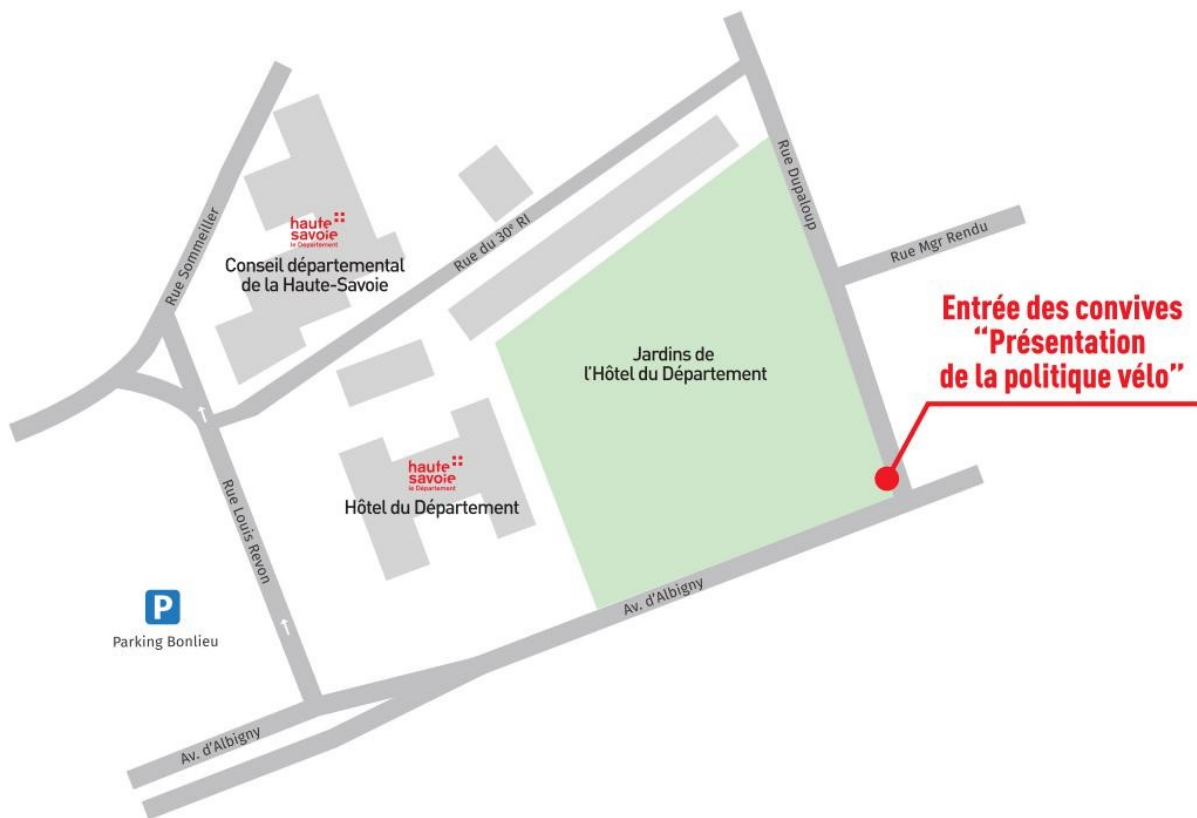 Rue Sommeiller
haute
savoie
le Département
Conseil départemental
de la Haute-Savoie
Rue du 30e RI
Rue Dupaloup
Rue Mgr Rendu
Entrée des convives
“Présentation
de la politique vélo”
Jardins de
l’Hôtel du Département
haute
savoie
le Département
Hôtel du Département
Rue Louis Revon
P
Parking Bonlieu
Av. d’Albigny
Av. d’Albigny